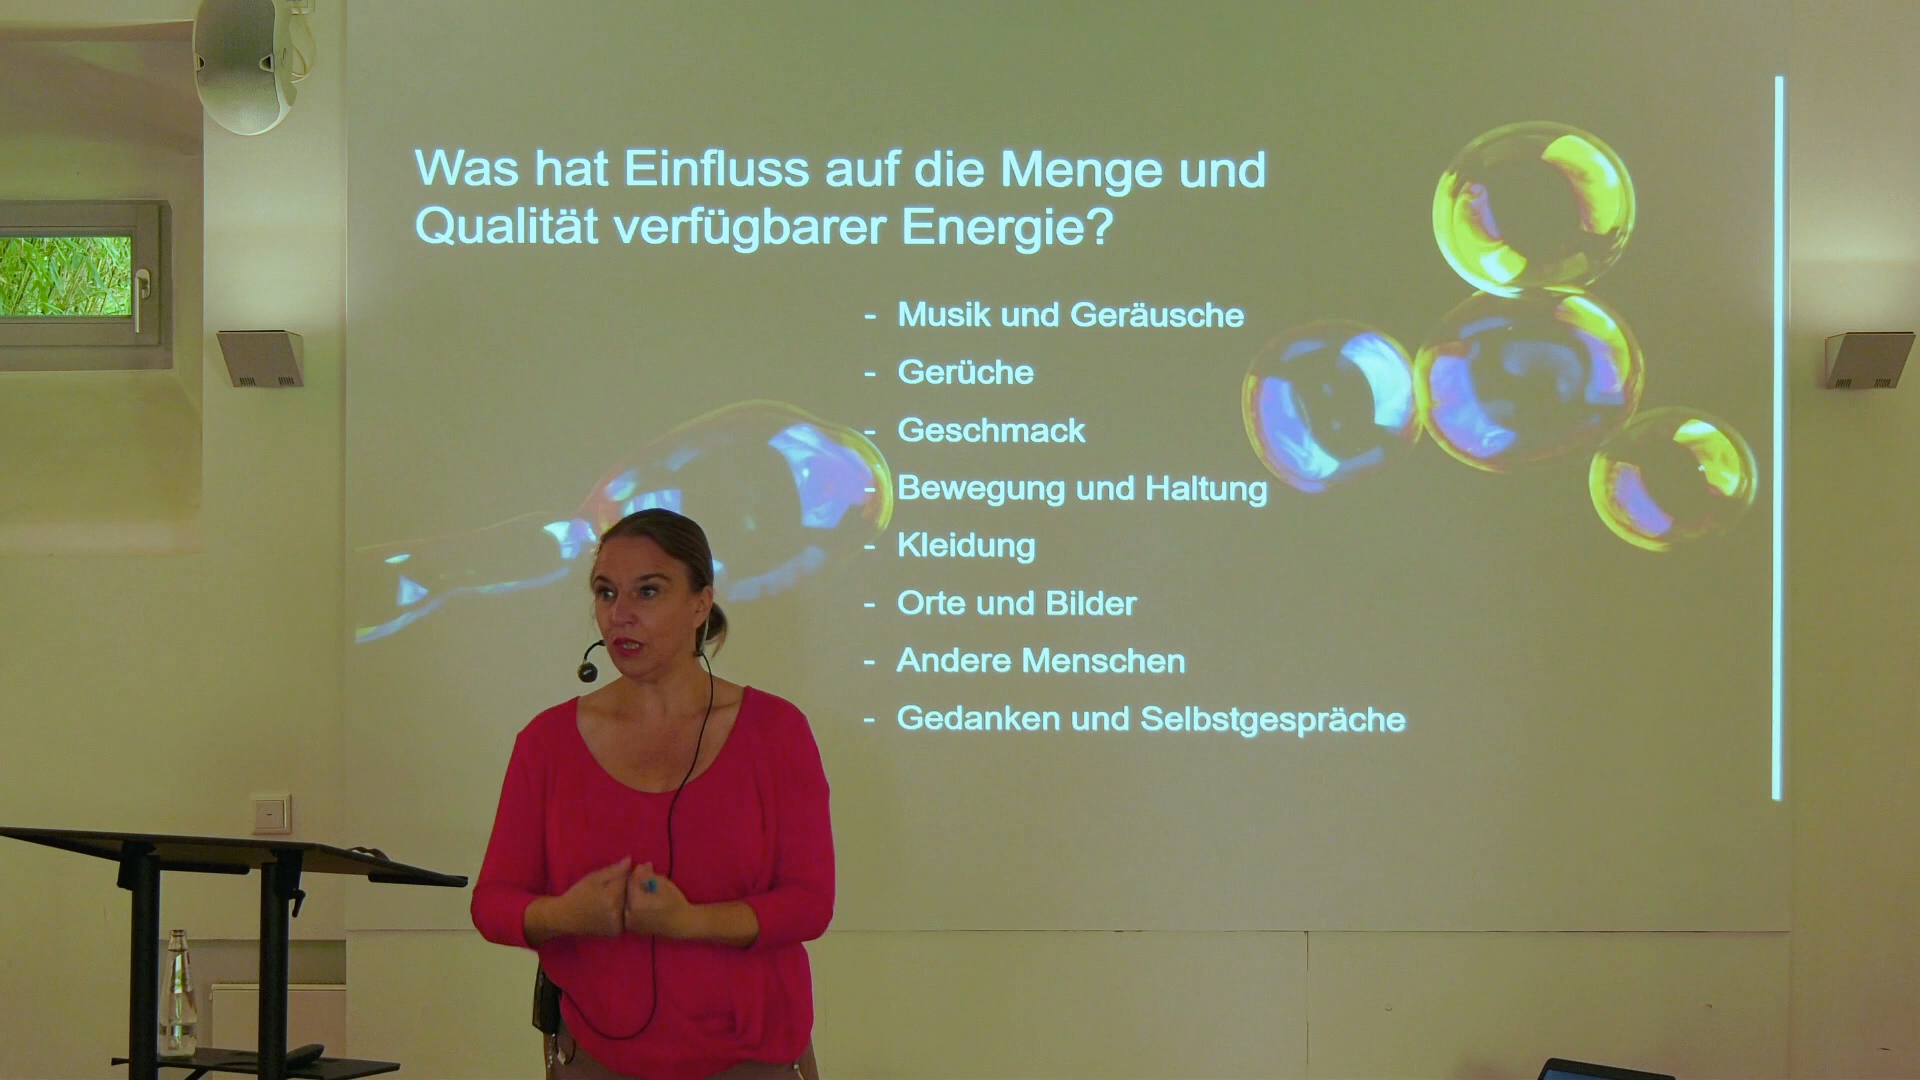 Was hat Einfluss auf die Menge und
Qualität verfügbarer Energie?
- Musik und Geräusche
- Gerüche
- Geschmack
- Bewegung und Haltung
- Kleidung
- Orte und Bilder
- Andere Menschen
- Gedanken und Selbstgespräche